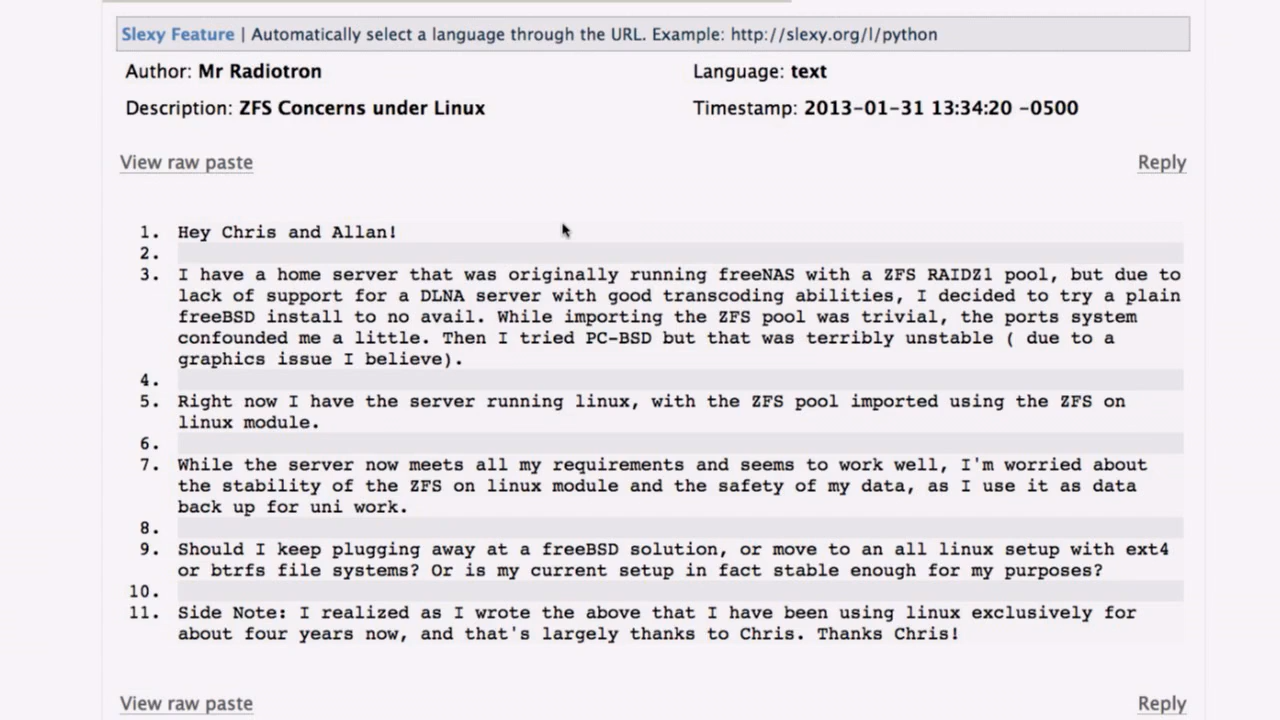 Slexy Feature | Automatically select a language through the URL. Example: http://slexy.org/l/python
Author: Mr Radiotron Language: text
Description: ZFS Concerns under Linux Timestamp: 2013-01-31 13:34:20 -0500
View raw paste Reply
1. Hey Chris and Allan!
2.
3. I have a home server that was originally running freeNAS with a ZFS RAIDZ1 pool, but due to
lack of support for a DLNA server with good transcoding abilities, I decided to try a plain
freeBSD install to no avail. While importing the ZFS pool was trivial, the ports system
confounded me a little. Then I tried PC-BSD but that was terribly unstable ( due to a
graphics issue I believe).
4.
5. Right now I have the server running linux, with the ZFS pool imported using the ZFS on
linux module.
6.
7. While the server now meets all my requirements and seems to work well, I'm worried about
the stability of the ZFS on linux module and the safety of my data, as I use it as data
back up for uni work.
8.
9. Should I keep plugging away at a freeBSD solution, or move to an all linux setup with ext4
or btrfs file systems? Or is my current setup in fact stable enough for my purposes?
10.
11. Side Note: I realized as I wrote the above that I have been using linux exclusively for
about four years now, and that's largely thanks to Chris. Thanks Chris!
View raw paste Reply